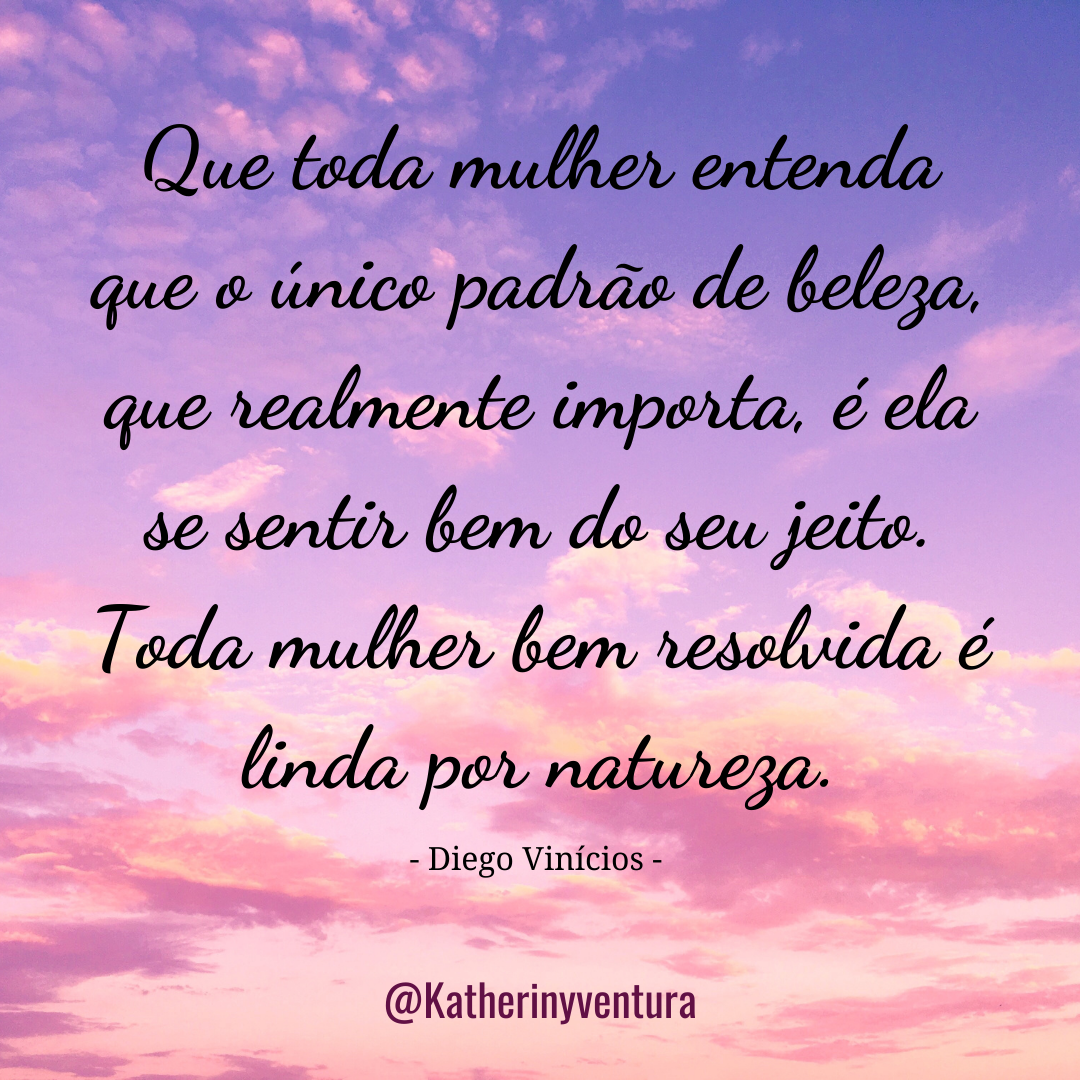 Que toda mulher entenda
que o único padrão de beleza,
que realmente importa, é ela
se sentir bem do seu jeito.
Toda mulher bem resolvida é
linda por natureza.
- Diego Vinícios -
@Katherinyventura